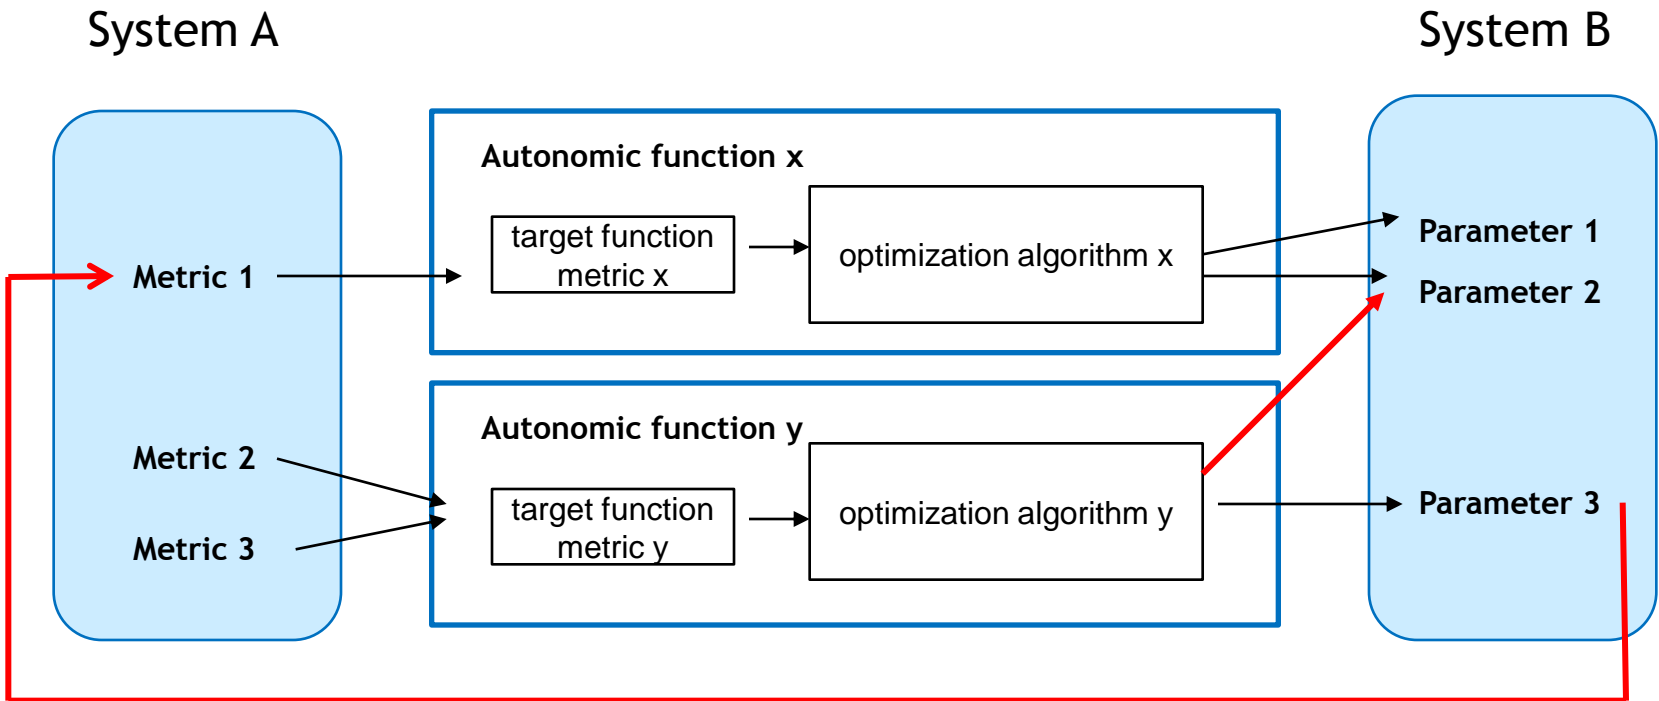 System A
System B
Autonomic function x
target function
metric x
optimization algorithm x
Metric 1
Parameter 1
Parameter 2
Autonomic function y
target function
metric y
optimization algorithm y
Metric 2
Metric 3
Parameter 3